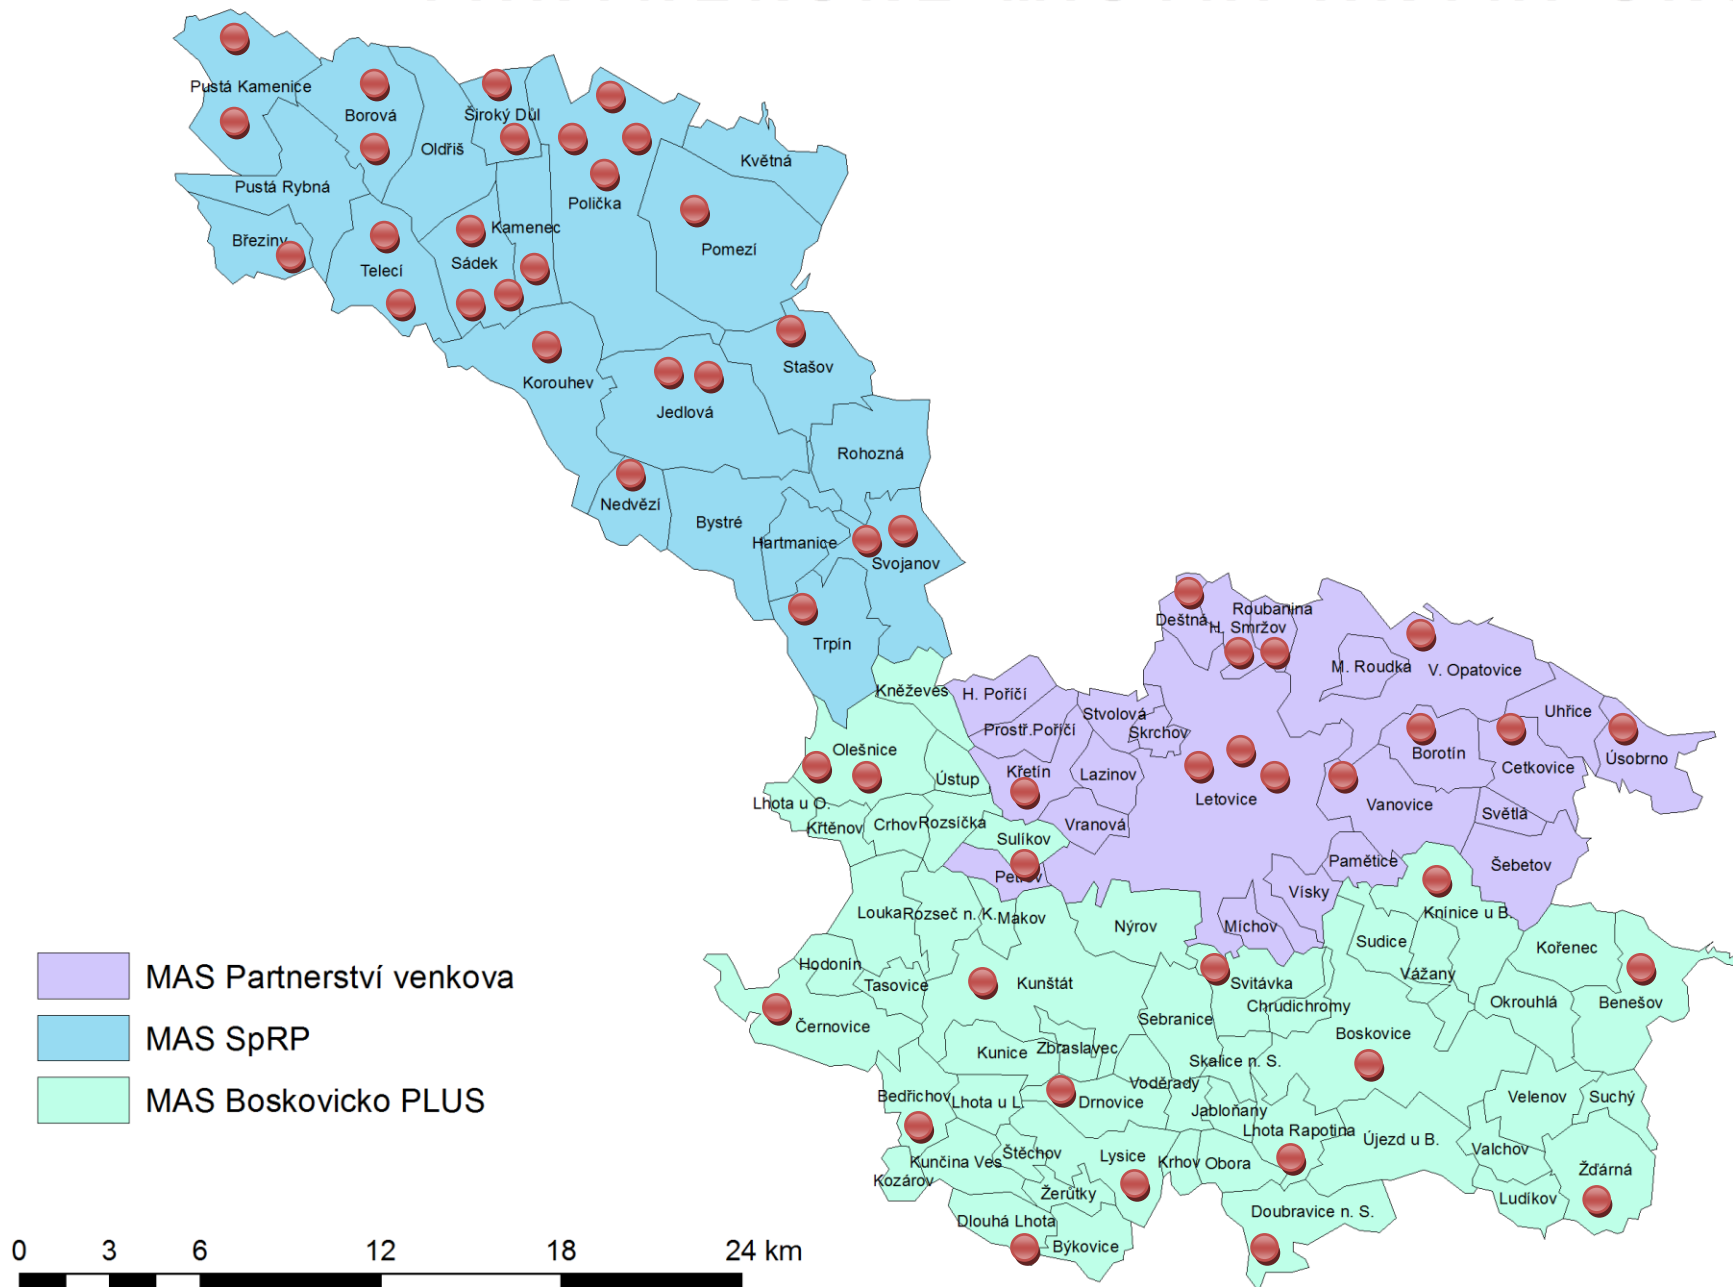 Pustá Kamenice
Borová
Široký Důl
Oldřiš
Květná
Pustá Rybná
Polička
Březiny
Kamenec
Pomezí
Telecí
Sádek
Stašov
Korouhev
Jedlová
Rohozná
Nedvězí
Bystré
Hartmanice
Svojanov
Trpín
Deštná
Roubanina
H. Smržov
M. Roudka
V. Opatovice
Kněževes
H. Poříčí
Stvolová
Uhřice
Prostř.Poříčí
Skrchov
Olešnice
Borotín
Úsobrno
Ústup
Křetín
Lazinov
Cetkovice
Letovice
Vanovice
Lhota u O.
Křtěnov
Crhov
Rozsíčka
Vranová
Světlá
Sulíkov
Pamětice
Šebetov
Petrov
Vísky
Louka
Rozseč n. K.
Makov
Nýrov
Míchov
Knínice u B.
Sudice
Kořenec
Hodonín
Tasovice
Kunštát
Svitávka
Vážany
Chrudichromy
Okrouhlá
Benešov
Černovice
Sebranice
Boskovice
Kunice
Zbraslavec
Skalice n. S.
Bedřichov
Lhota u L.
Drnovice
Voděrady
Jabloňany
Velenov
Suchý
Lhota Rapotina
Újezd u B.
Kunčina Ves
Štěchov
Lysice
Krhov
Obora
Valchov
Žďárná
Kozárov
Žerůtky
Ludíkov
Dlouhá Lhota
Býkovice
Doubravice n. S.
MAS Partnerství venkova
MAS SpRP
MAS Boskovicko PLUS
0 3 6 12 18 24 km